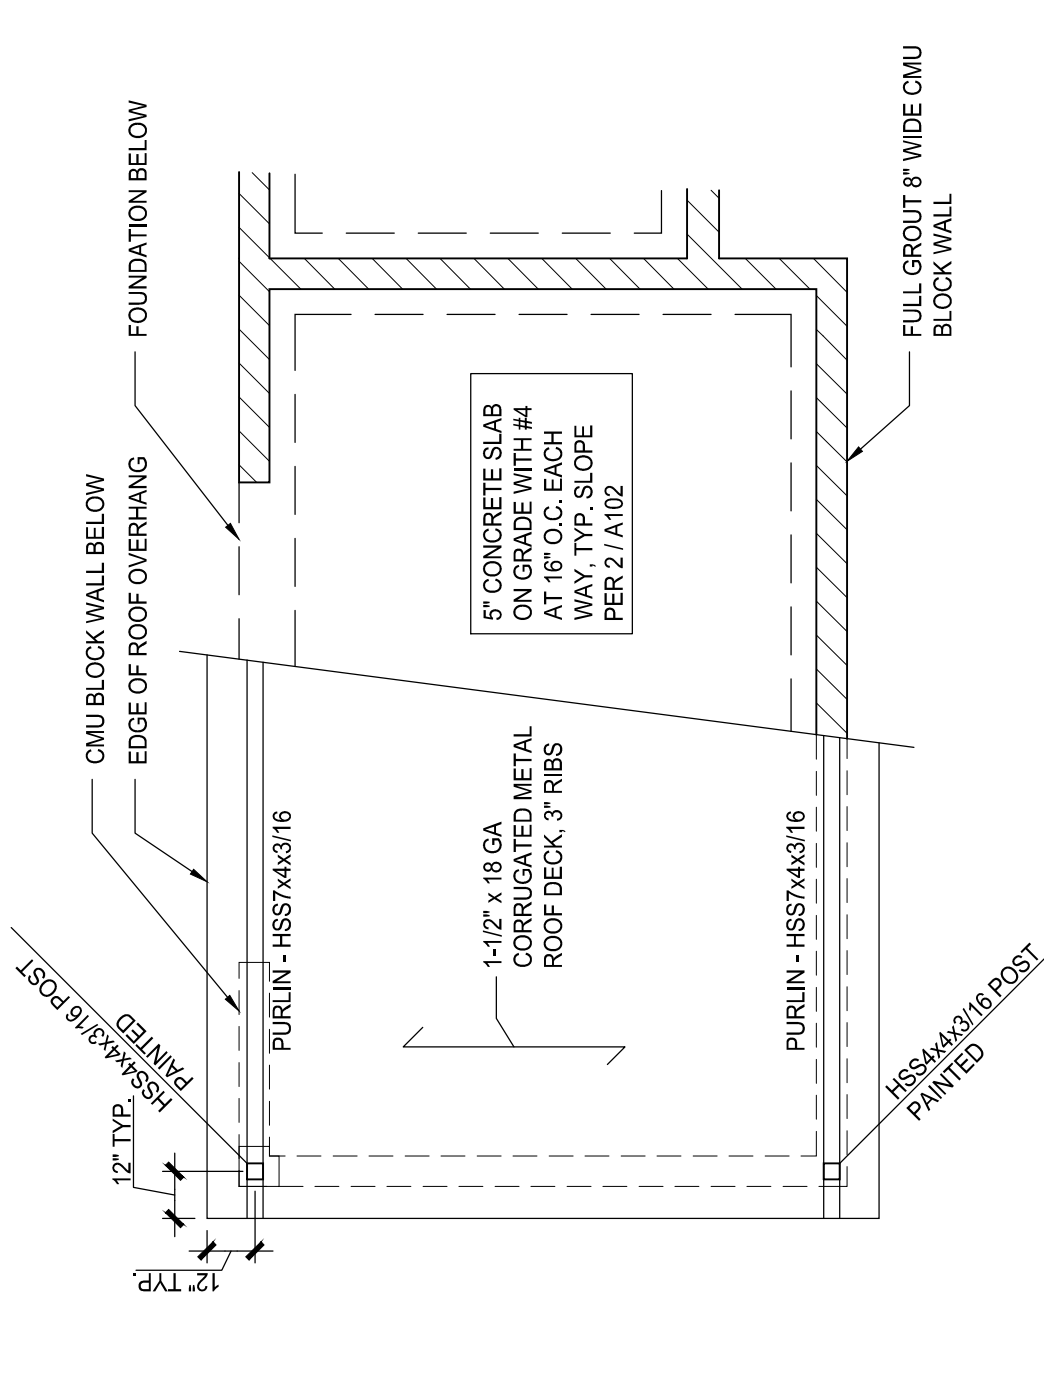 FOUNDATION BELOW
CMU BLOCK WALL BELOW
EDGE OF ROOF OVERHANG
HSS4x4x3/16 POST
PAINTED
12" TYP.
12" TYP.
PURLIN - HSS7x4x3/16
1-1/2" x 18 GA
CORRUGATED METAL
ROOF DECK, 3" RIBS
5" CONCRETE SLAB
ON GRADE WITH #4
AT 16" O.C. EACH
WAY, TYP. SLOPE
PER 2 / A102
PURLIN - HSS7x4x3/16
HSS4x4x3/16 POST
PAINTED
FULL GROUT 8" WIDE CMU
BLOCK WALL